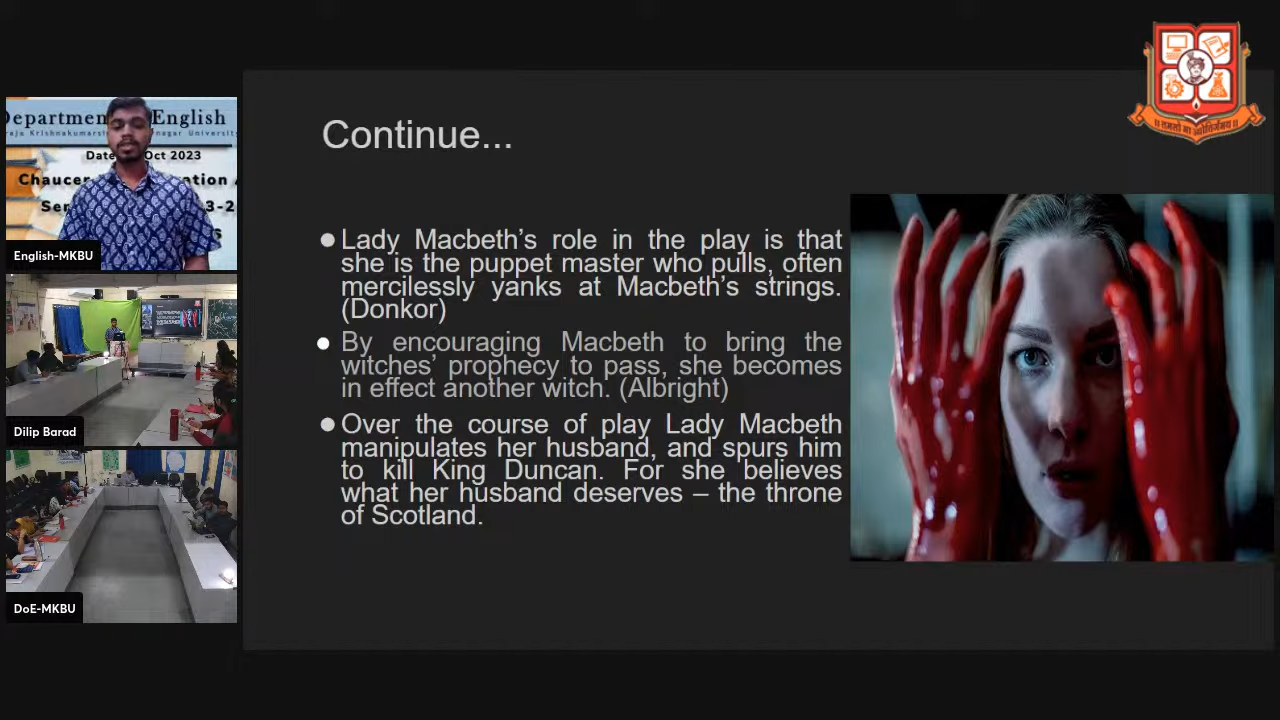 Continue...
Lady Macbeth's role in the play is that
she is the puppet master who pulls, often
mercilessly yanks at Macbeth's strings.
(Donkor)
By encouraging Macbeth to bring the
witches' prophecy to pass, she becomes
in effect another witch. (Albright)
Over the course of play Lady Macbeth
manipulates her husband, and spurs him
to kill King Duncan. For she believes
what her husband deserves – the throne
of Scotland.
English
Oct 2023
Chaucer
English-MKBU
Dilip Barad
DoE-MKBU